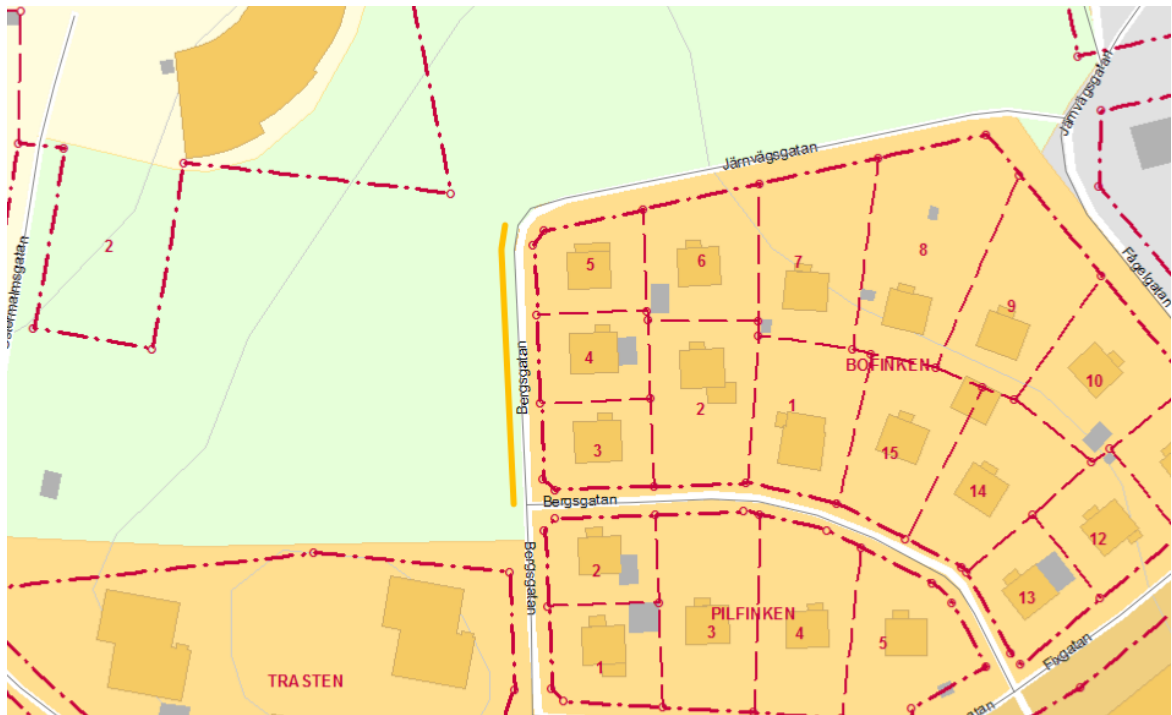 Järnvägsgatan
Järnvägsgatan
2
Östermalmsgatan
Fågelgatan
5
6
7
8
9
4
BOFINKEN
10
Bergsgatan
3
2
1
15
14
Bergsgatan
12
Bergsgatan
2
13
PILFINKEN
3
4
5
1
Fixgatan
TRASTEN